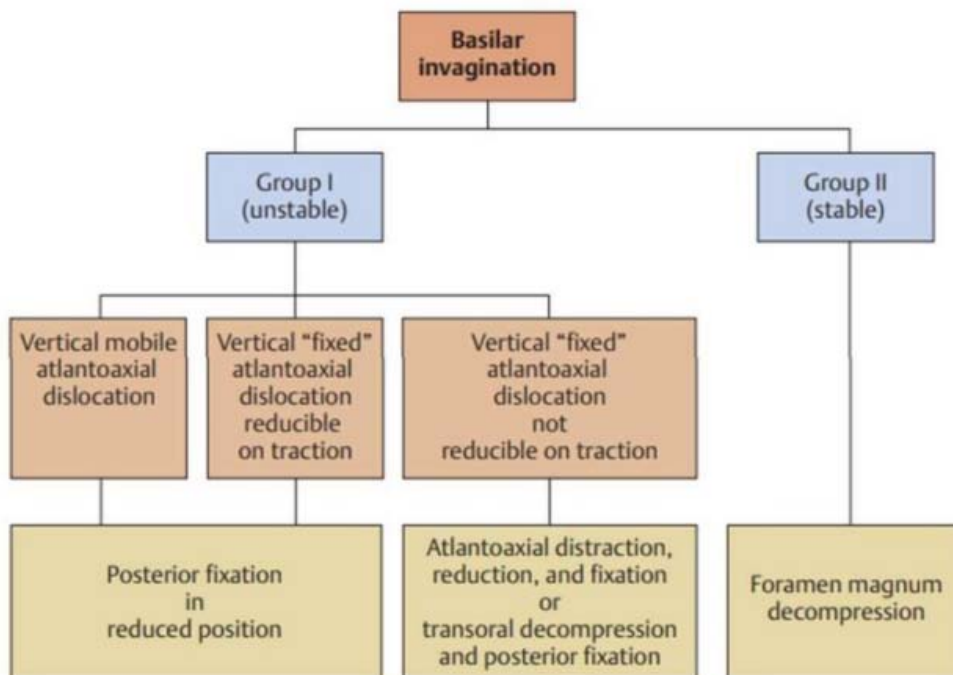 Basilar
invagination
Group I
(unstable)
Group II
(stable)
Vertical mobile
atlantoaxial
dislocation
Vertical “fixed”
atlantoaxial
dislocation
reducible
on traction
Vertical “fixed”
atlantoaxial
dislocation
not
reducible on traction
Posterior fixation
in
reduced position
Atlantoaxial distraction,
reduction, and fixation
or
transoral decompression
and posterior fixation
Foramen magnum
decompression